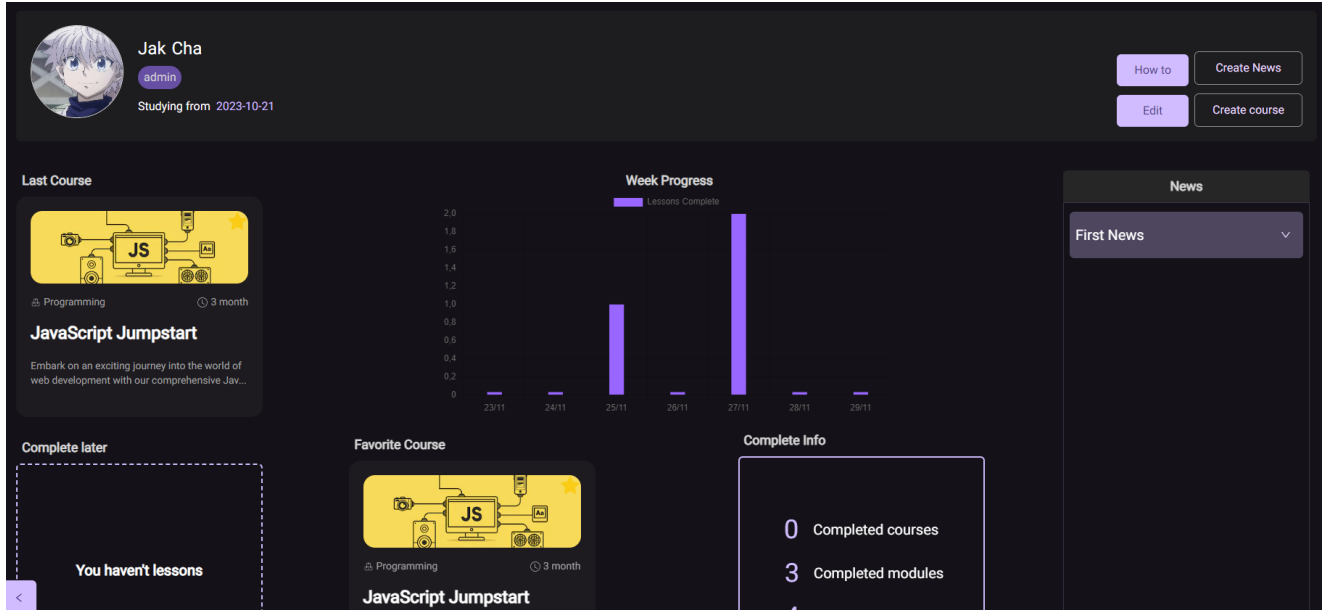 Jak Cha
admin
Studying from 2023-10-21
How to
Create News
Edit
Create course
Last Course
JS
Aa
Programming
3 month
JavaScript Jumpstart
Embark on an exciting journey into the world of
web development with our comprehensive Jav...
Week Progress
Lessons Complete
2,0
1,8
1,6
1,4
1,2
1,0
0,8
0,6
0,4
0,2
0
23/11 24/11 25/11 26/11 27/11 28/11 29/11
News
First News
Complete later
You haven't lessons
Favorite Course
JS
Aa
Programming
3 month
JavaScript Jumpstart
Complete Info
0 Completed courses
3 Completed modules